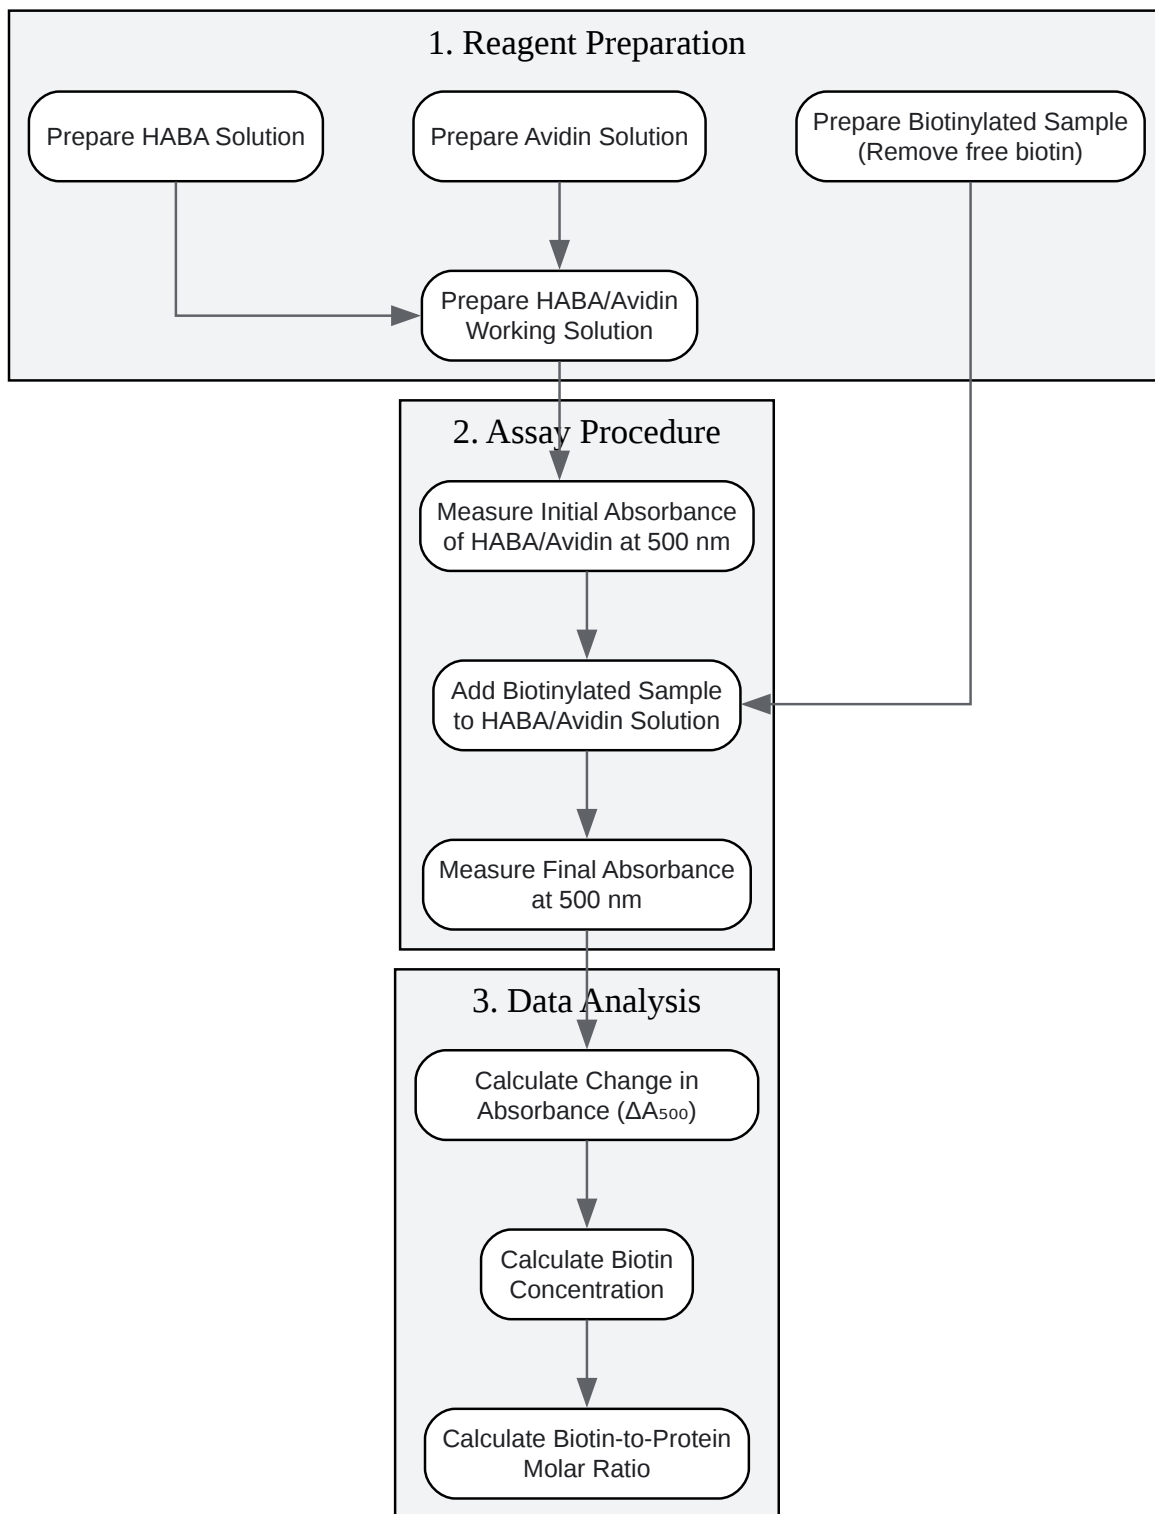 1. Reagent Preparation
Prepare HABA Solution
Prepare Avidin Solution
Prepare Biotinylated Sample
(Remove free biotin)
Prepare HABA/Avidin
Working Solution
2. Assay Procedure
Measure Initial Absorbance
of HABA/Avidin at 500 nm
Add Biotinylated Sample
to HABA/Avidin Solution
Measure Final Absorbance
at 500 nm
3. Data Analysis
Calculate Change in
Absorbance (ΔA₅₀₀)
Calculate Biotin
Concentration
Calculate Biotin-to-Protein
Molar Ratio